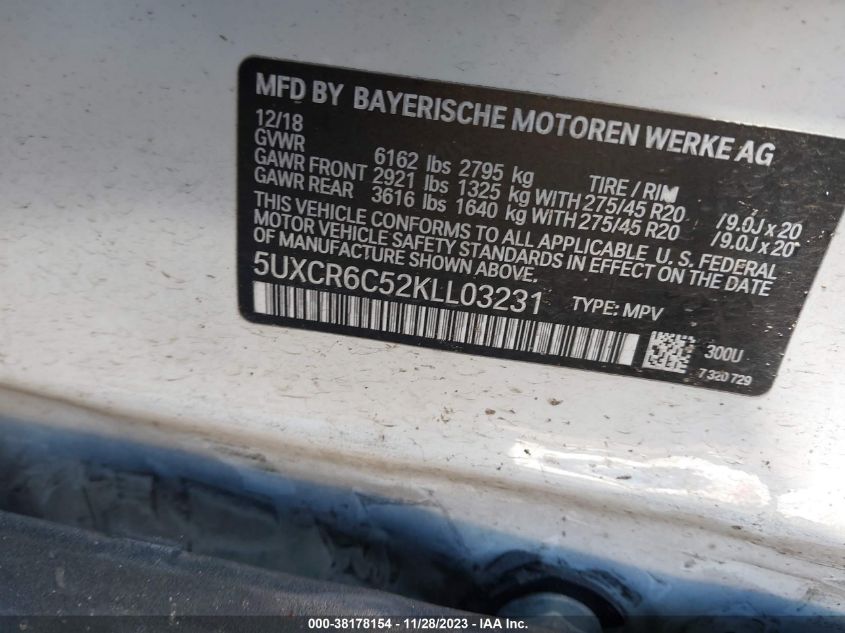 MFD BY BAYERISCHE MOTOREN WERKE AG
12/18
GVWR 6162 lbs 2795 kg TIRE / RIM
GAWR FRONT 2921 lbs 1325 kg WITH 275/45 R20 /9.0J x 20
GAWR REAR 3616 lbs 1640 kg WITH 275/45 R20 /9.0J x 20
THIS VEHICLE CONFORMS TO ALL APPLICABLE U. S. FEDERAL
MOTOR VEHICLE SAFETY STANDARDS IN EFFECT ON THE DATE
OF MANUFACTURE SHOWN ABOVE.
5UXCR6C52KLL03231 TYPE: MPV
300U
7 320 729
000-38178154 - 11/28/2023 - IAA Inc.